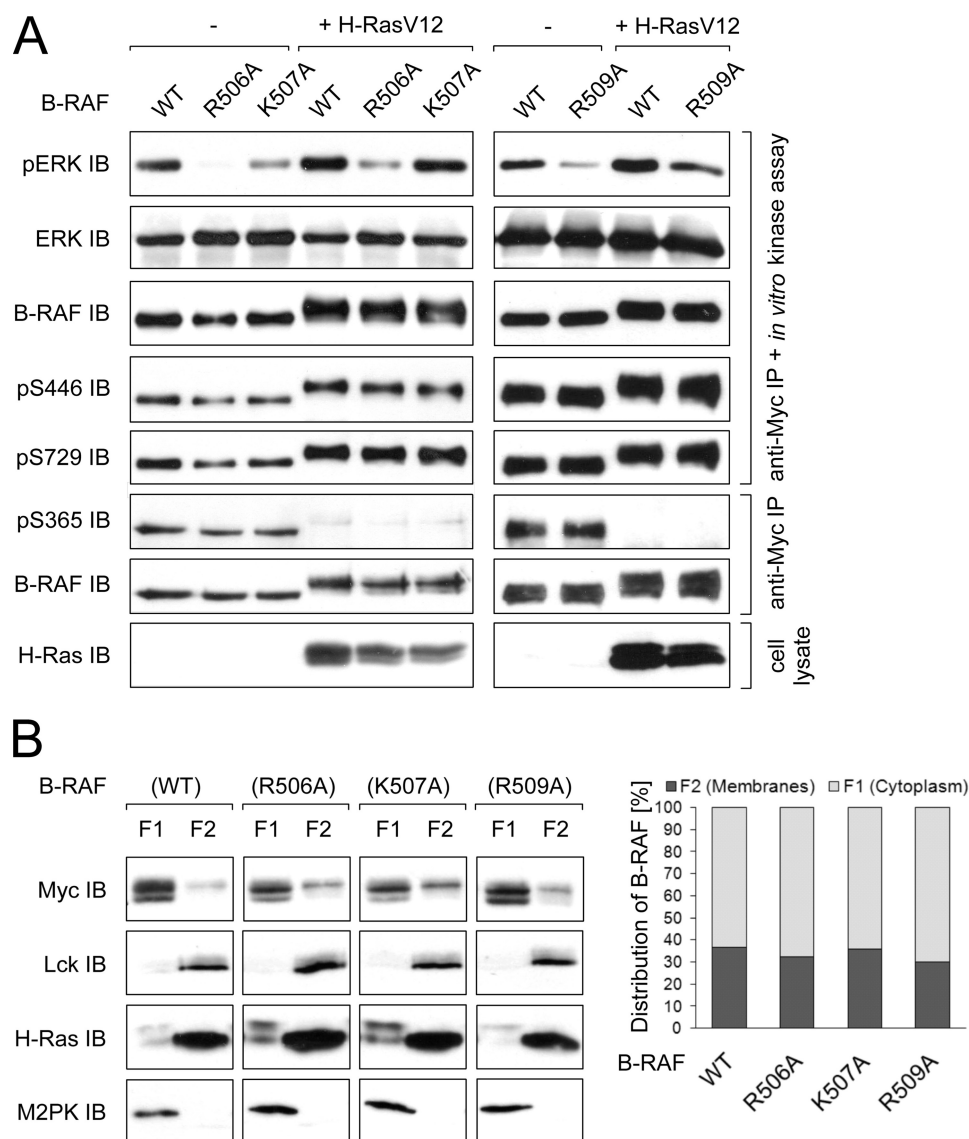 A
- + H-RasV12 - + H-RasV12
B-RAF WT R506A K507A WT R506A K507A WT R509A WT R509A
pERK IB
ERK IB
B-RAF IB
pS446 IB
pS729 IB
anti-Myc IP + in vitro kinase assay
pS365 IB
B-RAF IB
anti-Myc IP
H-Ras IB
cell
lysate
B
B-RAF (WT) (R506A) (K507A) (R509A)
F1 F2 F1 F2 F1 F2 F1 F2
Myc IB
Lck IB
H-Ras IB
M2PK IB
F2 (Membranes) F1 (Cytoplasm)
Distribution of B-RAF [%]
100
90
80
70
60
50
40
30
20
10
0
B-RAF WT R506A K507A R509A